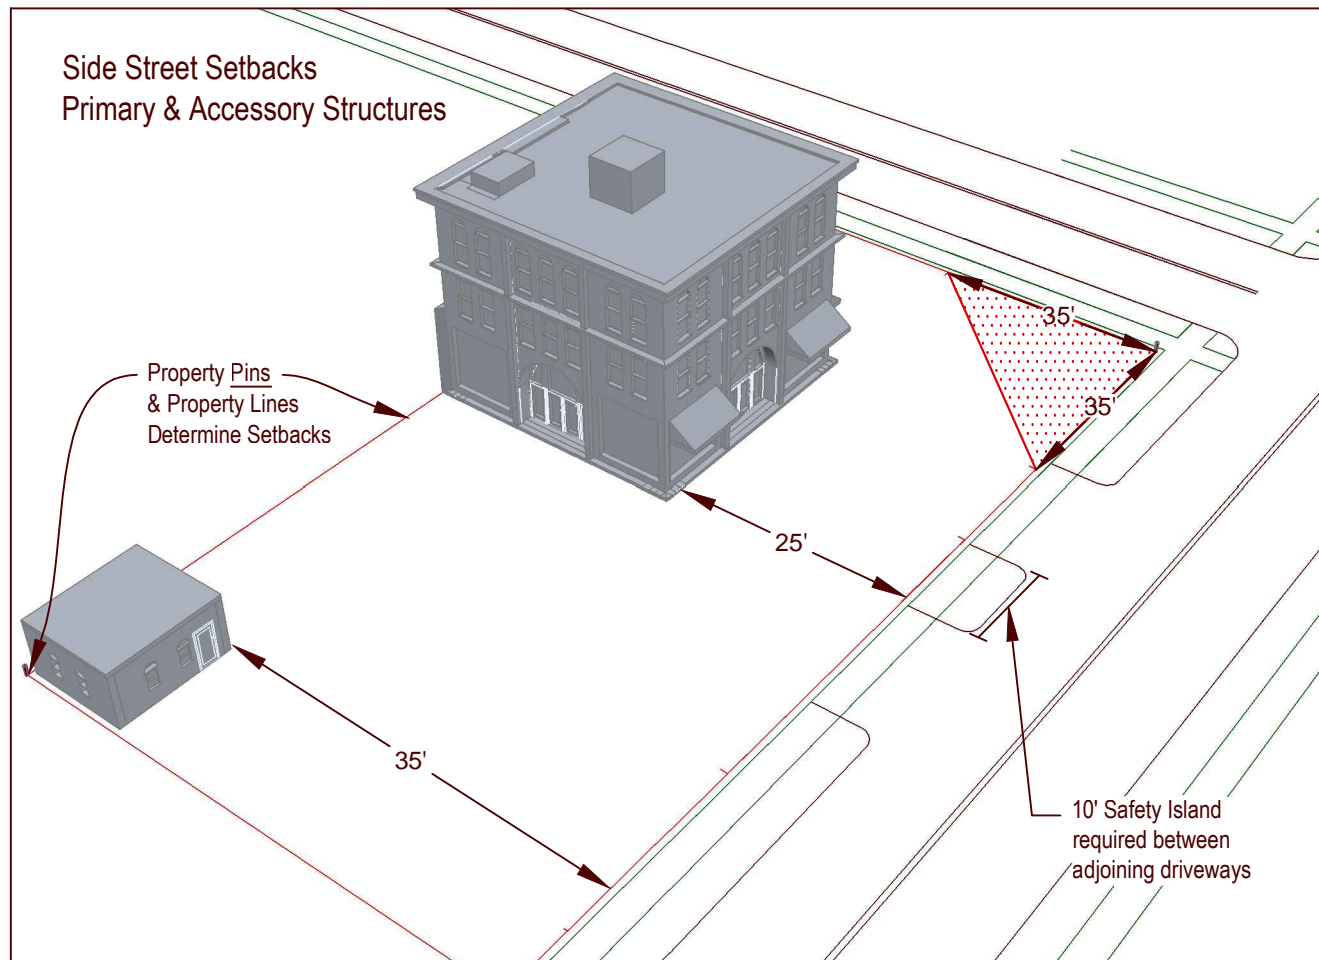 Side Street Setbacks
Primary & Accessory Structures
35'
35'
Property Pins
& Property Lines
Determine Setbacks
25'
35'
10' Safety Island
required between
adjoining driveways